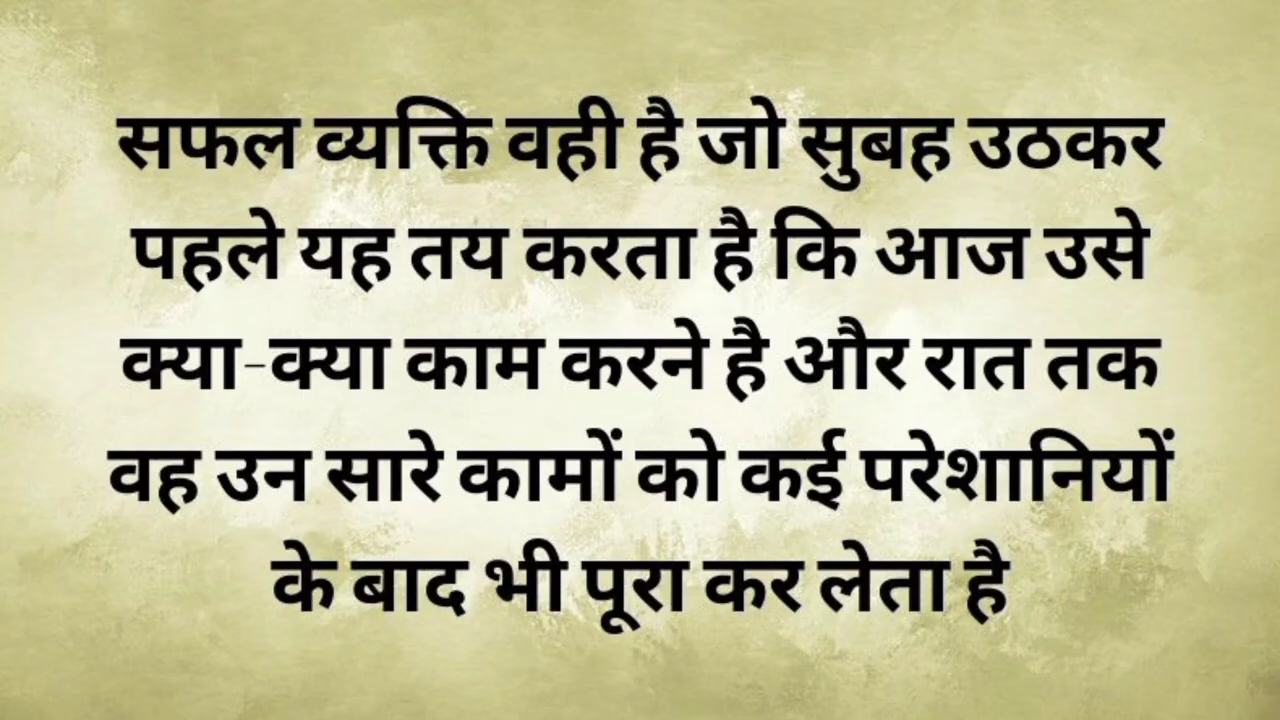 सफल व्यक्ति वही है जो सुबह उठकर
पहले यह तय करता है कि आज उसे
क्या-क्या काम करने है और रात तक
वह उन सारे कामों को कई परेशानियों
के बाद भी पूरा कर लेता है